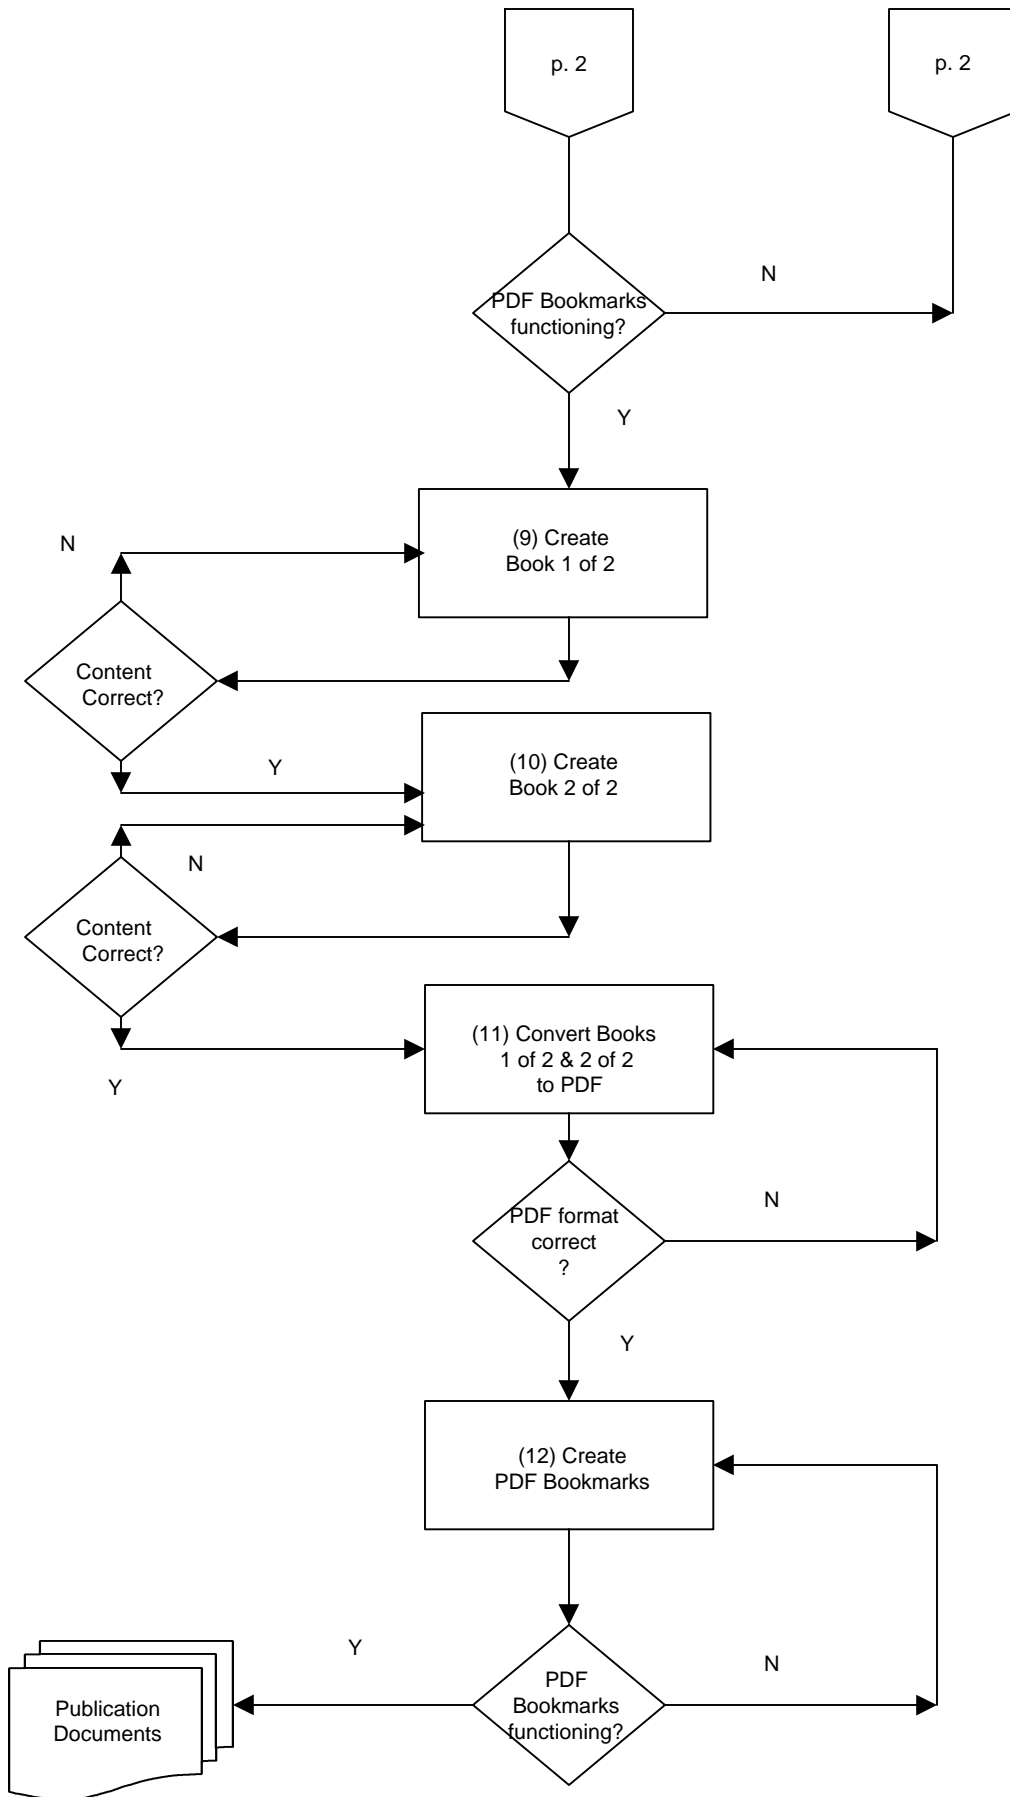 p. 2
p. 2
PDF Bookmarks
functioning?
N
Y
(9) Create
Book 1 of 2
N
Content
Correct?
Y
(10) Create
Book 2 of 2
N
Content
Correct?
Y
(11) Convert Books
1 of 2 & 2 of 2
to PDF
PDF format
correct
?
N
Y
(12) Create
PDF Bookmarks
PDF
Bookmarks
functioning?
N
Y
Publication
Documents